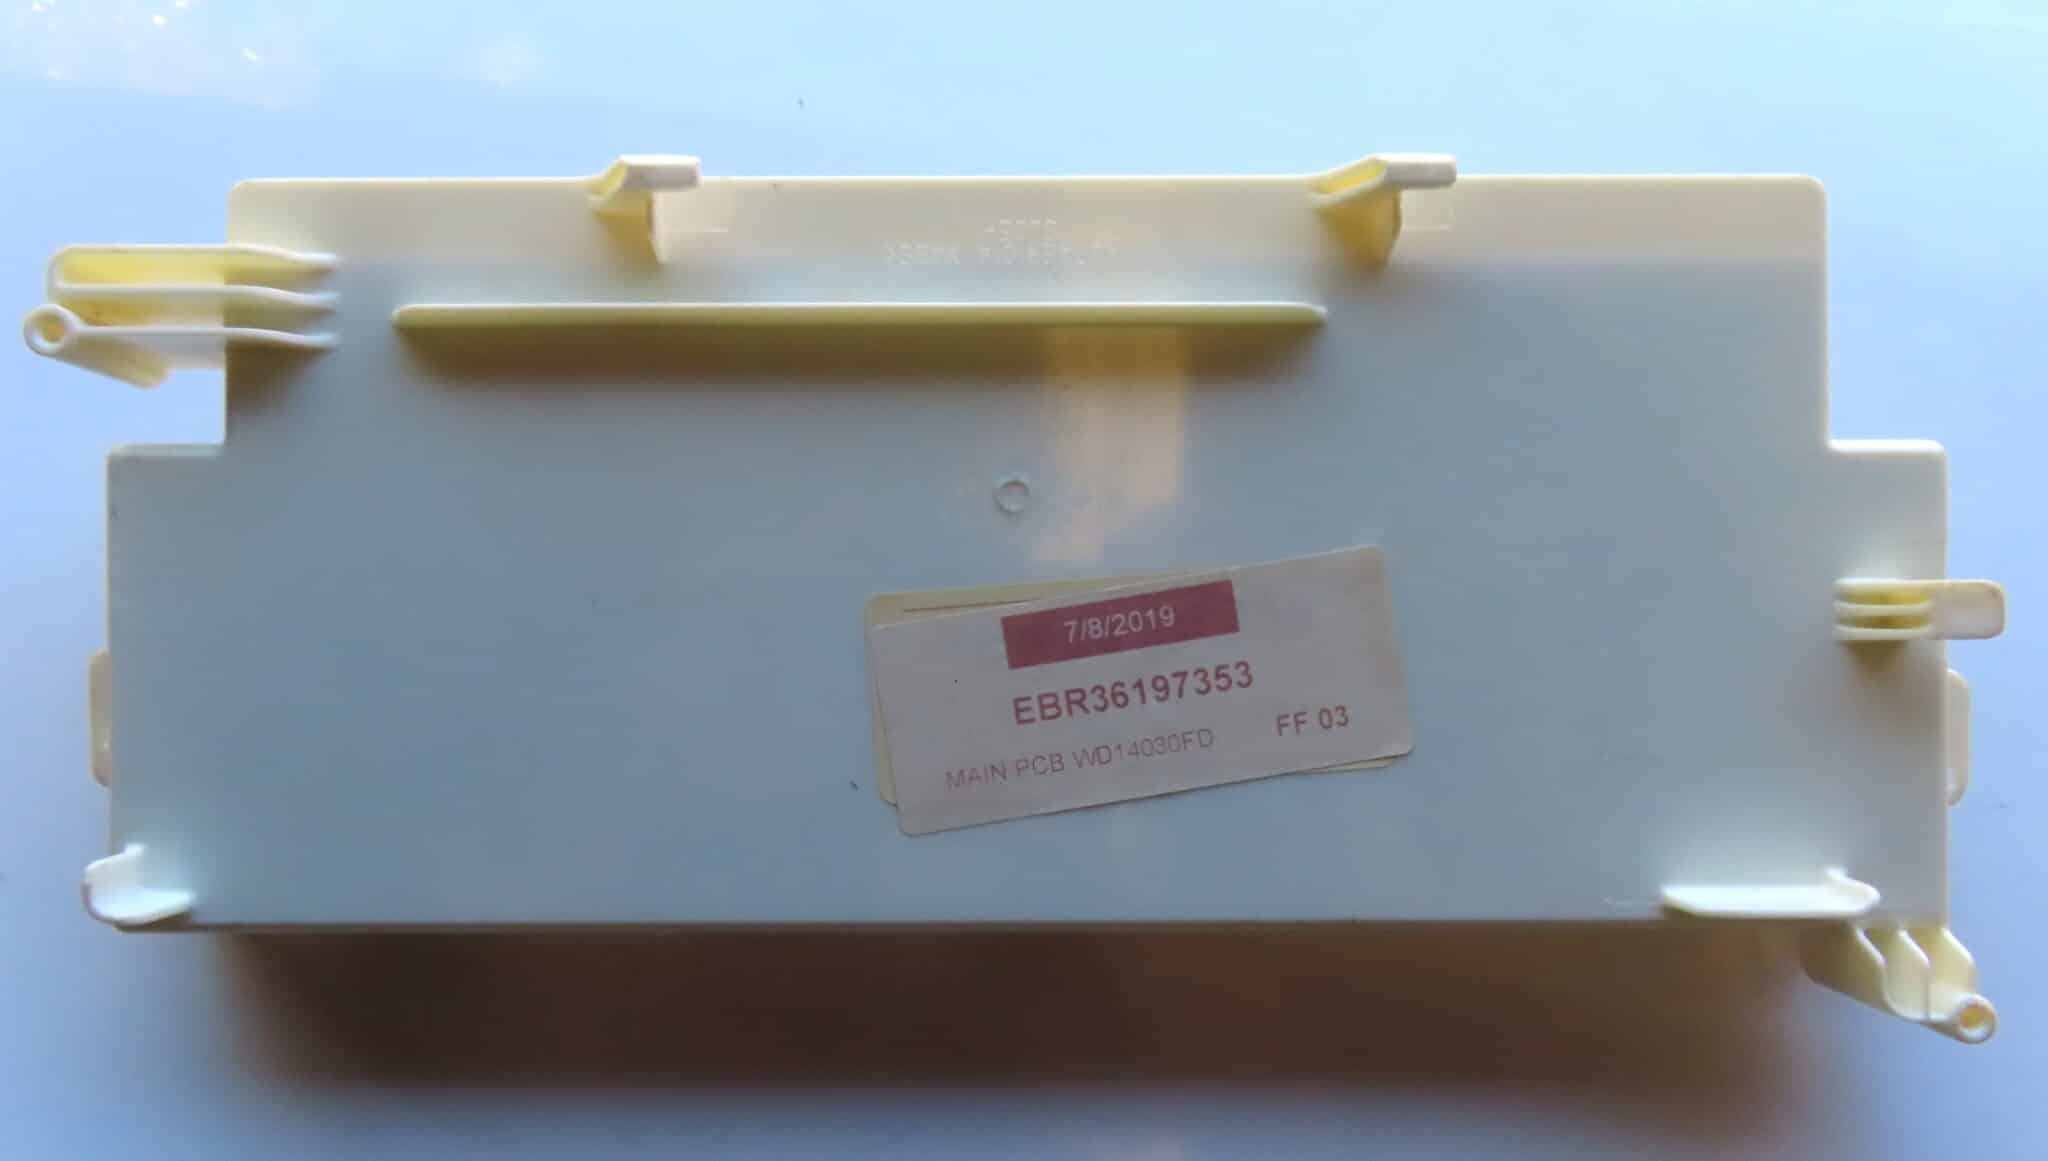 7/8/2019
EBR36197353
MAIN PCB WD14030FD FF 03